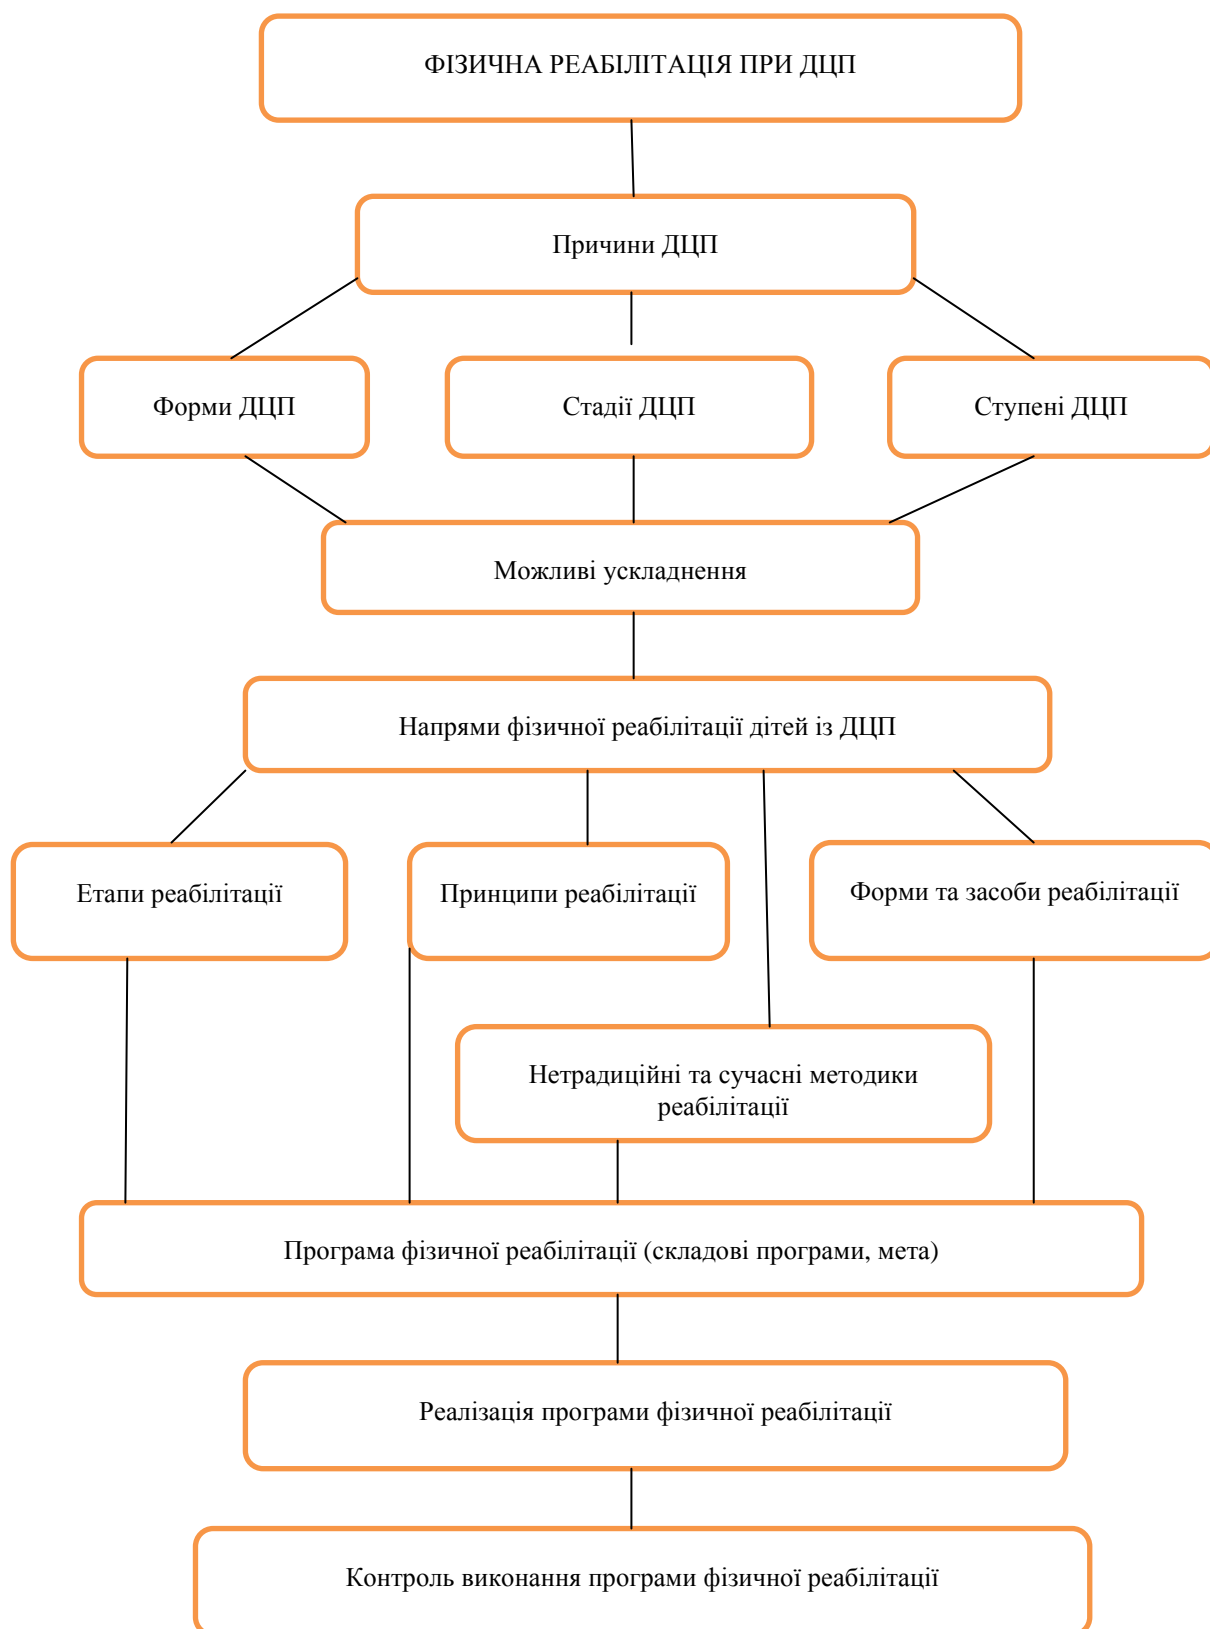 ФІЗИЧНА РЕАБІЛІТАЦІЯ ПРИ ДЦП
Причини ДЦП
Форми ДЦП
Стадії ДЦП
Ступені ДЦП
Можливі ускладнення
Напрями фізичної реабілітації дітей із ДЦП
Етапи реабілітації
Принципи реабілітації
Форми та засоби реабілітації
Нетрадиційні та сучасні методики
реабілітації
Програма фізичної реабілітації (складові програми, мета)
Реалізація програми фізичної реабілітації
Контроль виконання програми фізичної реабілітації